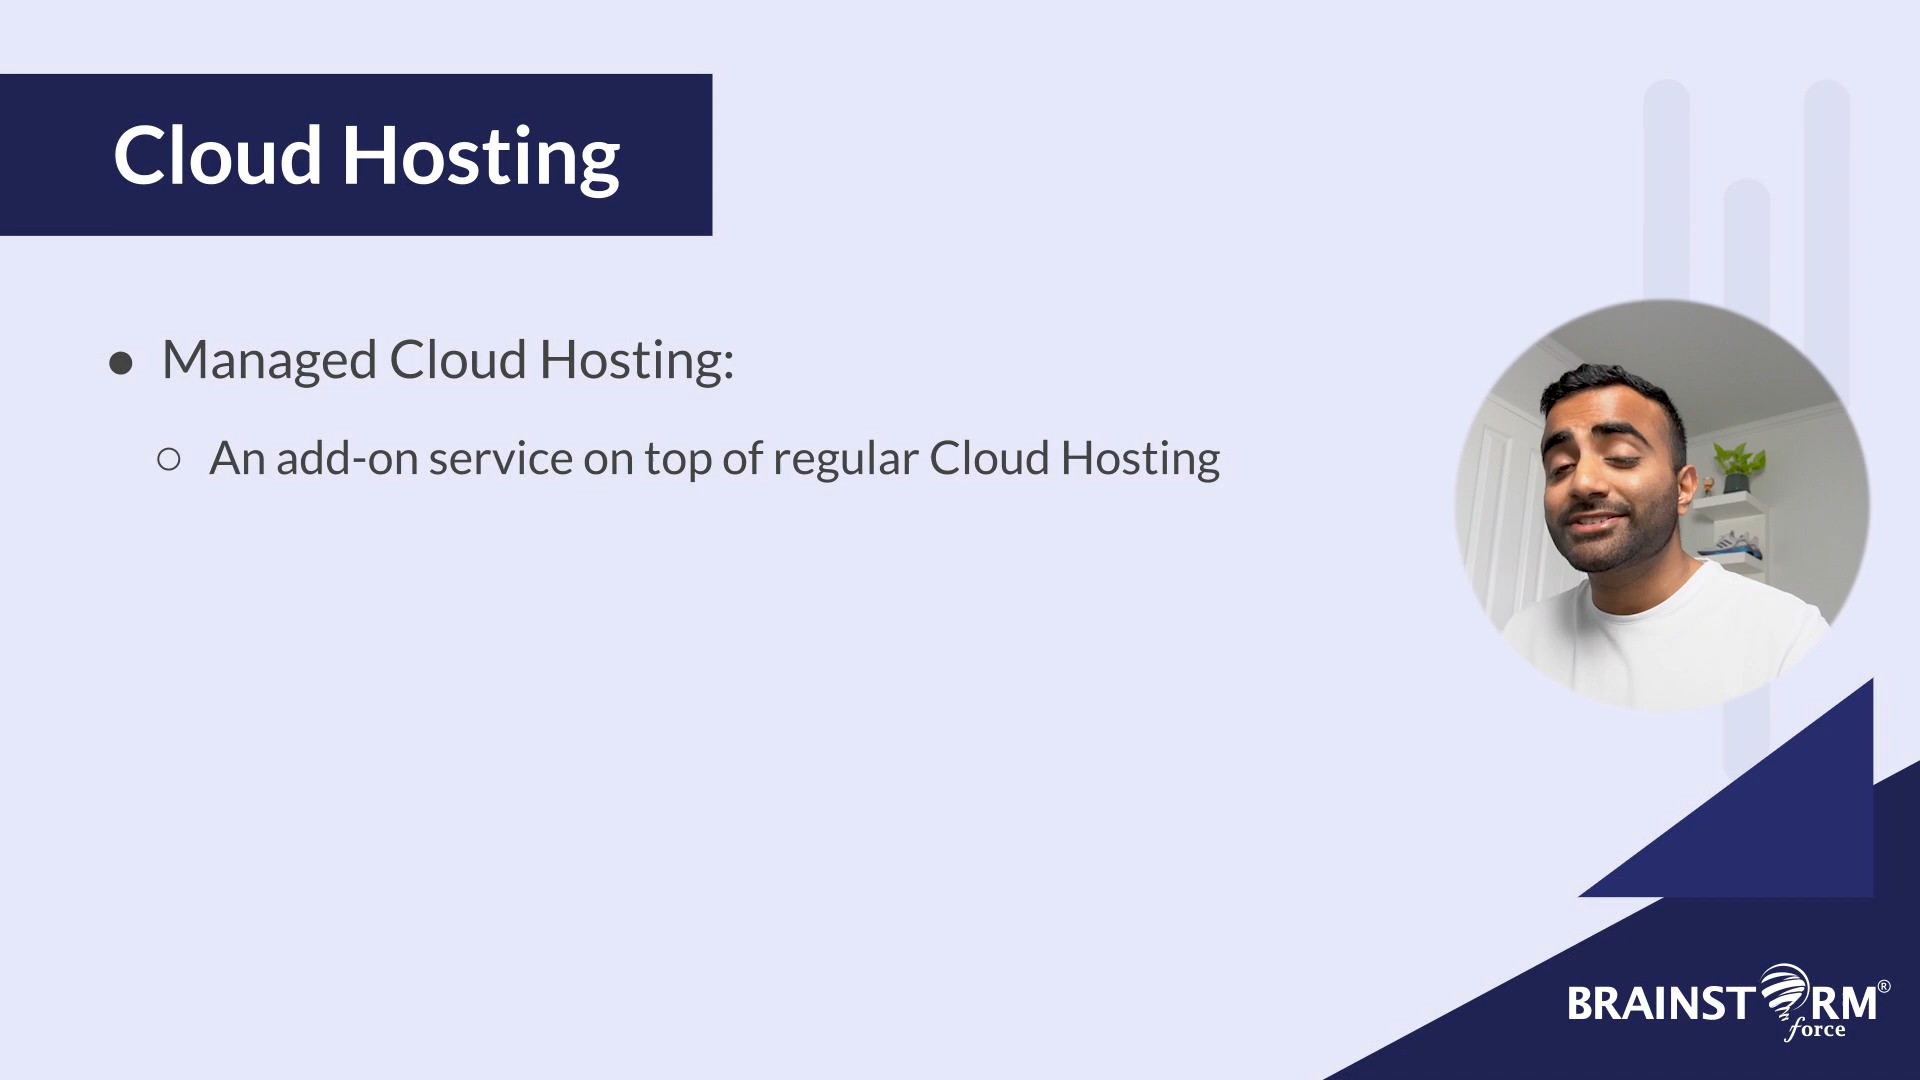 Cloud Hosting
● Managed Cloud Hosting:
○ An add-on service on top of regular Cloud Hosting
BRAINSTORM®
force